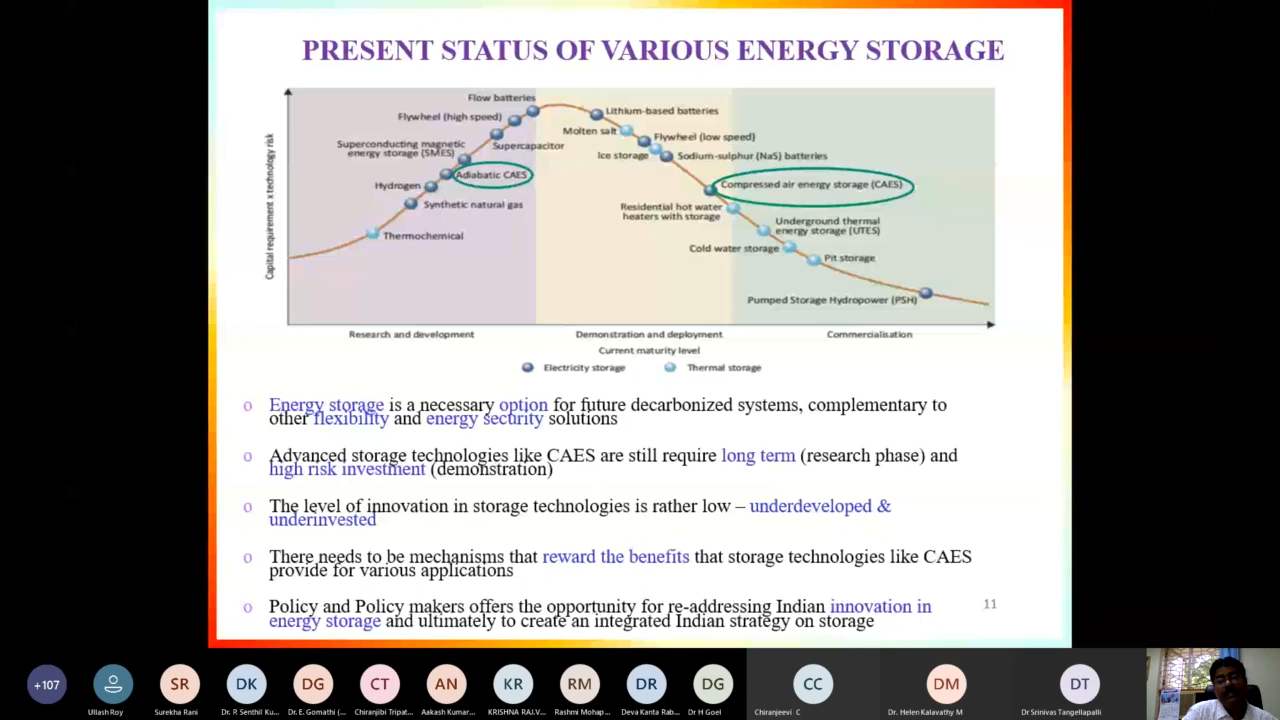 PRESENT STATUS OF VARIOUS ENERGY STORAGE
Capital requirement x technology risk
Flow batteries
Lithium-based batteries
Flywheel (high speed)
Molten salt
Flywheel (low speed)
Superconducting magnetic
energy storage (SMES)
Supercapacitor
Ice storage
Sodium-sulphur (NaS) batteries
Adiabatic CAES
Hydrogen
Compressed air energy storage (CAES)
Synthetic natural gas
Residential hot water
heaters with storage
Thermochemical
Underground thermal
energy storage (UTES)
Cold water storage
Pit storage
Pumped Storage Hydropower (PSH)
Research and development
Demonstration and deployment
Commercialisation
Current maturity level
Electricity storage
Thermal storage
o Energy storage is a necessary option for future decarbonized systems, complementary to
other flexibility and energy security solutions
o Advanced storage technologies like CAES are still require long term (research phase) and
high risk investment (demonstration)
o The level of innovation in storage technologies is rather low – underdeveloped &
underinvested
o There needs to be mechanisms that reward the benefits that storage technologies like CAES
provide for various applications
o Policy and Policy makers offers the opportunity for re-addressing Indian innovation in
energy storage and ultimately to create an integrated Indian strategy on storage
11
+107
SR
DK
DG
CT
AN
KR
RM
DR
DG
CC
DM
DT
Ullash Roy
Surekha Rani
Dr. P. Senthil Ku...
Dr. E. Gomathi (...
Chiranjibi Tripat...
Aakash Kumar...
KRISHNA RAJ.V...
Rashmi Mohap...
Deva Kanta Rab...
Dr H Goel
Chiranjeevi C
Dr. Helen Kalavathy M
Dr Srinivas Tangellapalli